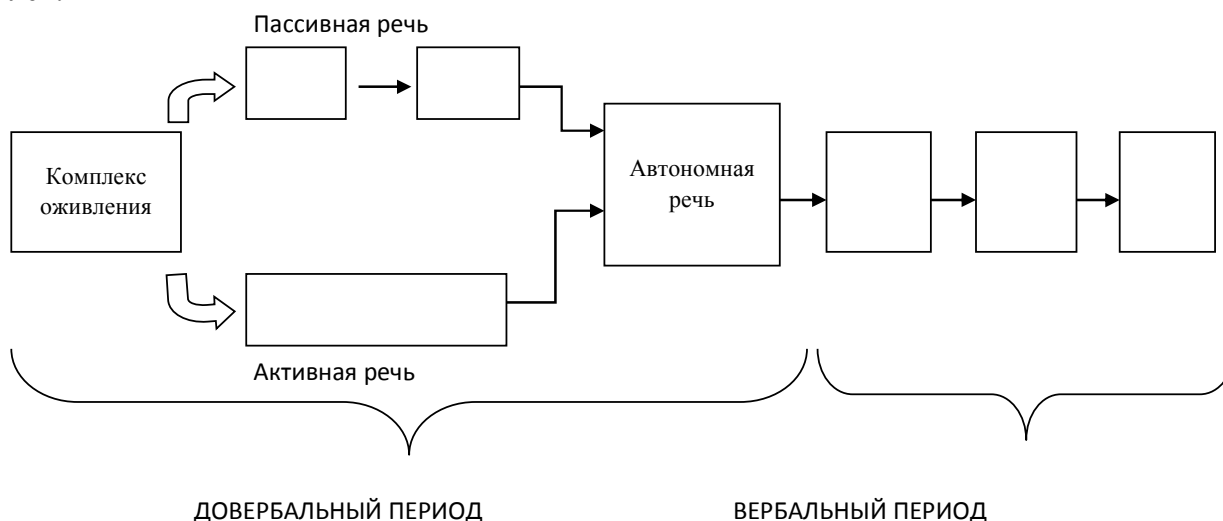 Пассивная речь
Комплекс
оживления
Автономная
речь
Активная речь
ДОВЕРБАЛЬНЫЙ ПЕРИОД
ВЕРБАЛЬНЫЙ ПЕРИОД